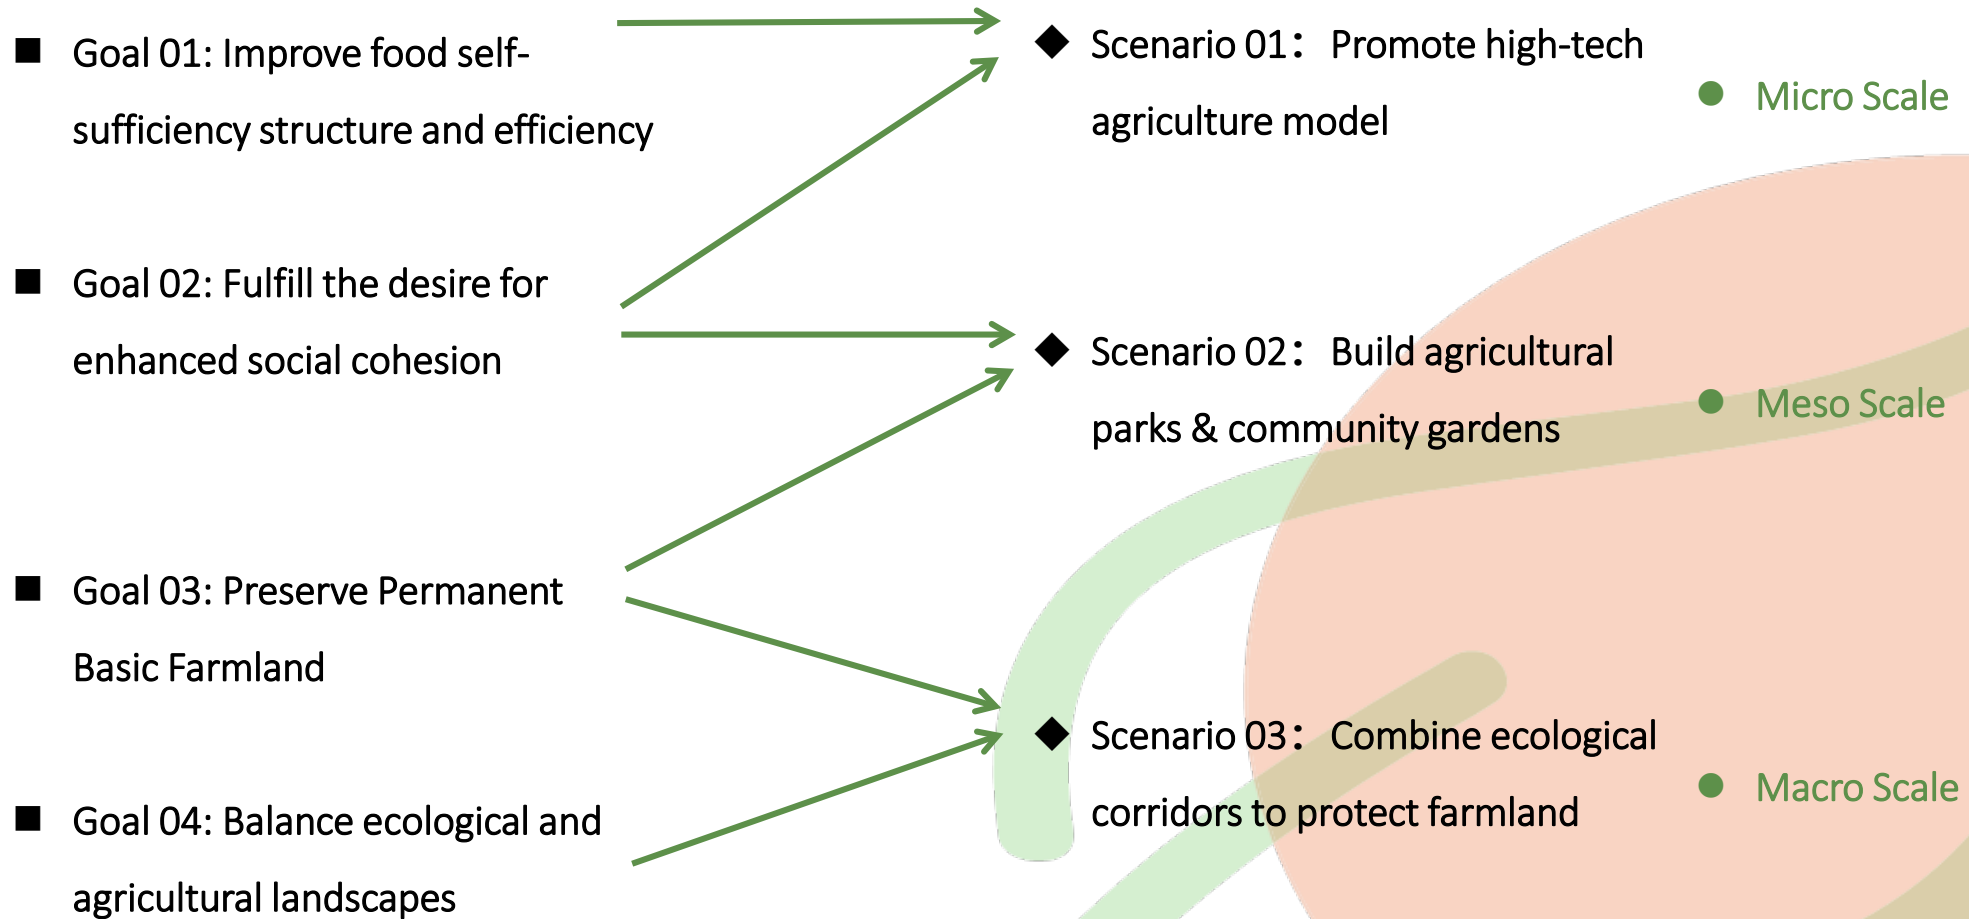 Goal 01: Improve food self-
sufficiency structure and efficiency
Goal 02: Fulfill the desire for
enhanced social cohesion
Goal 03: Preserve Permanent
Basic Farmland
Goal 04: Balance ecological and
agricultural landscapes
Scenario 01： Promote high-tech
agriculture model
Scenario 02： Build agricultural
parks & community gardens
Scenario 03： Combine ecological
corridors to protect farmland
Micro Scale
Meso Scale
Macro Scale